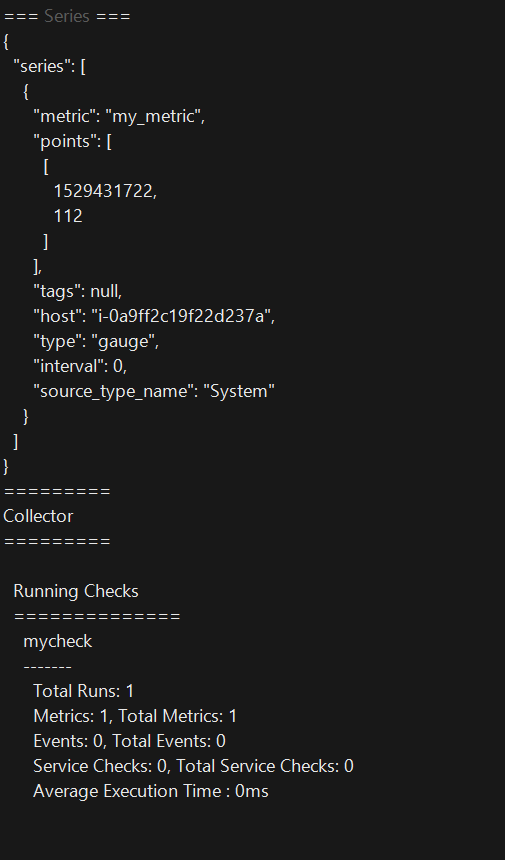 === Series ===
{
  "series": [
    {
      "metric": "my_metric",
      "points": [
        [
          1529431722,
          112
        ]
      ],
      "tags": null,
      "host": "i-0a9ff2c19f22d237a",
      "type": "gauge",
      "interval": 0,
      "source_type_name": "System"
    }
  ]
}
=========
Collector
=========
  Running Checks
  ==============
    mycheck
    -------
      Total Runs: 1
      Metrics: 1, Total Metrics: 1
      Events: 0, Total Events: 0
      Service Checks: 0, Total Service Checks: 0
      Average Execution Time : 0ms